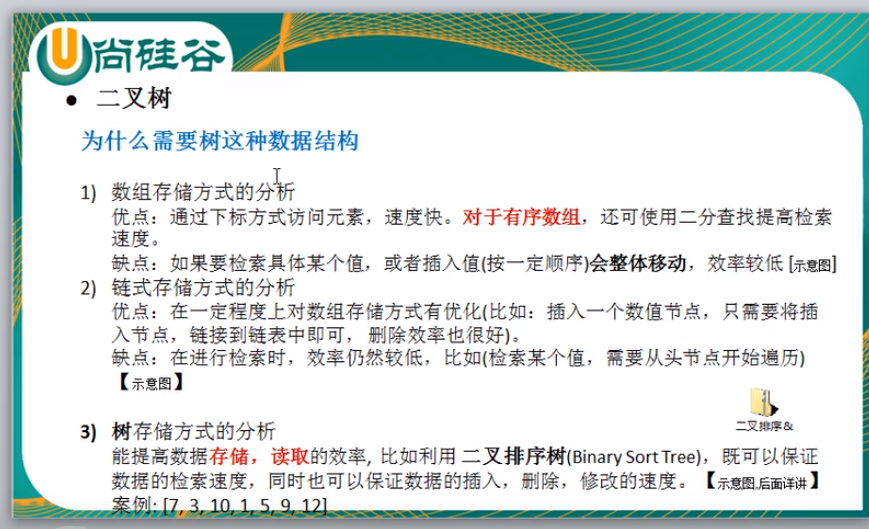 尚硅谷
● 二叉树
为什么需要树这种数据结构
1) 数组存储方式的分析
优点：通过下标方式访问元素，速度快。对于有序数组，还可使用二分查找提高检索
速度。
缺点：如果要检索具体某个值，或者插入值(按一定顺序)会整体移动，效率较低 [示意图]
2) 链式存储方式的分析
优点：在一定程度上对数组存储方式有优化(比如：插入一个数值节点，只需要将插
入节点，链接到链表中即可， 删除效率也很好)。
缺点：在进行检索时，效率仍然较低，比如(检索某个值，需要从头节点开始遍历)
【示意图】
二叉排序&
3) 树存储方式的分析
能提高数据存储，读取的效率, 比如利用 二叉排序树(Binary Sort Tree)，既可以保证
数据的检索速度，同时也可以保证数据的插入，删除，修改的速度。【示意图,后面详讲】
案例: [7, 3, 10, 1, 5, 9, 12]